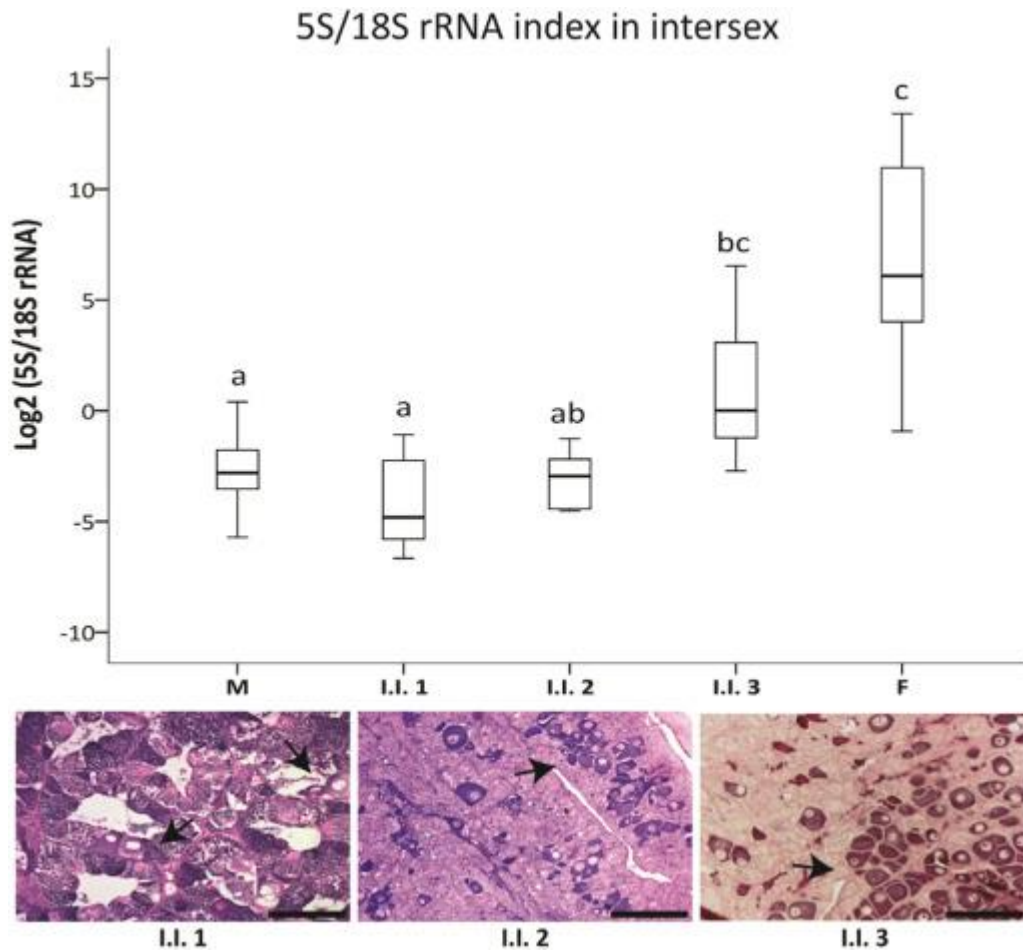 5S/18S rRNA index in intersex
Log2 (5S/18S rRNA)
15
10
5
0
-5
-10
a
a
ab
bc
c
M
I.I. 1
I.I. 2
I.I. 3
F
I.I. 1
I.I. 2
I.I. 3